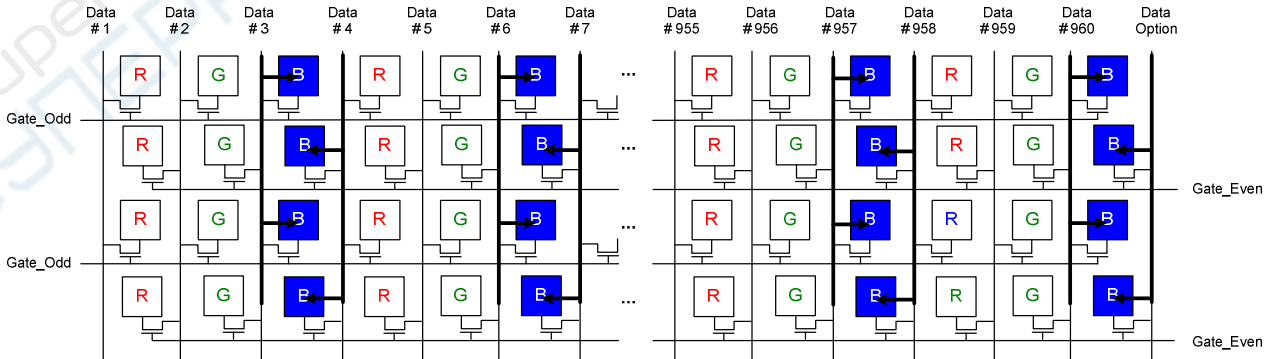 Data Data Data Data Data Data Data Data Data Data Data Data Data Data
# 1 #2 #3 #4 #5 #6 #7 #955 #956 #957 #958 #959 #960 Option
R G B R G B ... R G B R G B
Gate_Odd
R G B R G B ... R G B R G B
Gate_Even
R G B R G B ... R G B R G B
Gate_Odd
R G B R G B ... R G B R G B
Gate_Even